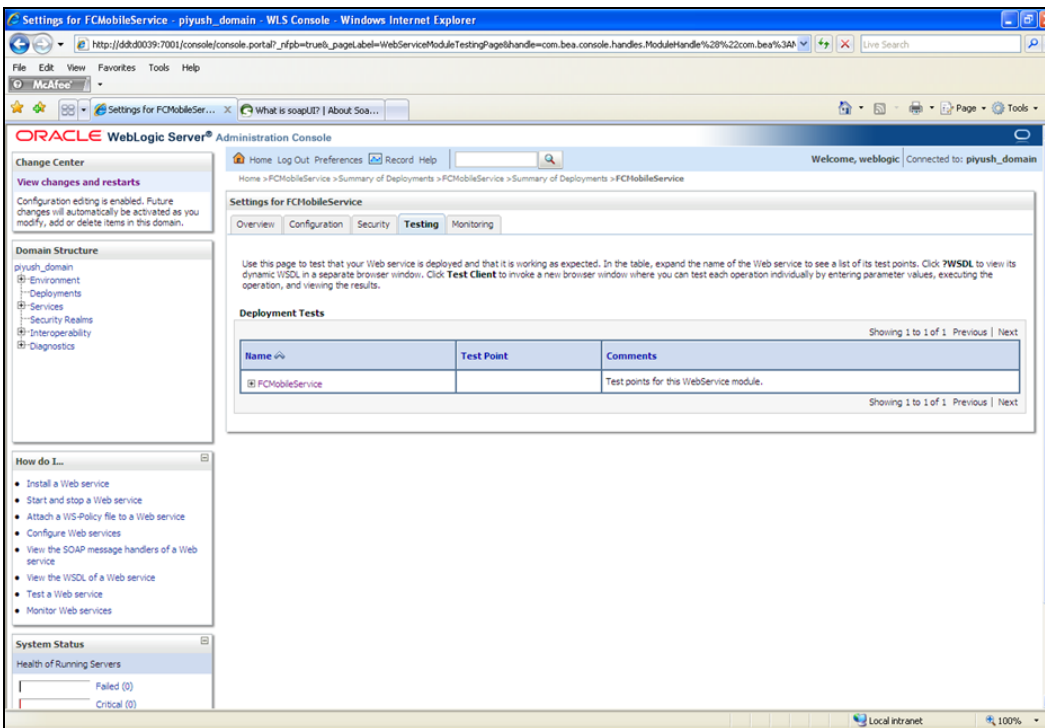 Settings for FCMobileService - piyush_domain - WLS Console - Windows Internet Explorer
http://ddtd0039:7001/console/console.portal?_nfpb=true&_pageLabel=WebServiceModuleTestingPage&handle=com.bea.console.handles.ModuleHandle%28%22com.bea%3AN
Live Search
File Edit View Favorites Tools Help
McAfee
Settings for FCMobileSer... X What is soapUI? | About Soa...
Page Tools
ORACLE WebLogic Server® Administration Console
Change Center
View changes and restarts
Configuration editing is enabled. Future
changes will automatically be activated as you
modify, add or delete items in this domain.
Domain Structure
piyush_domain
Environment
Deployments
Services
Security Realms
Interoperability
Diagnostics
How do I...
Install a Web service
Start and stop a Web service
Attach a WS-Policy file to a Web service
Configure Web services
View the SOAP message handlers of a Web
service
View the WSDL of a Web service
Test a Web service
Monitor Web services
System Status
Health of Running Servers
Failed (0)
Critical (0)
Home Log Out Preferences Record Help
Welcome, weblogic Connected to: piyush_domain
Home >FCMobileService >Summary of Deployments >FCMobileService >Summary of Deployments >FCMobileService
Settings for FCMobileService
Overview Configuration Security Testing Monitoring
Use this page to test that your Web service is deployed and that it is working as expected. In the table, expand the name of the Web service to see a list of its test points. Click ?WSDL to view its
dynamic WSDL in a separate browser window. Click Test Client to invoke a new browser window where you can test each operation individually by entering parameter values, executing the
operation, and viewing the results.
Deployment Tests
Showing 1 to 1 of 1 Previous | Next
Name Test Point Comments
FCMobileService Test points for this WebService module.
Showing 1 to 1 of 1 Previous | Next
Local intranet 100%